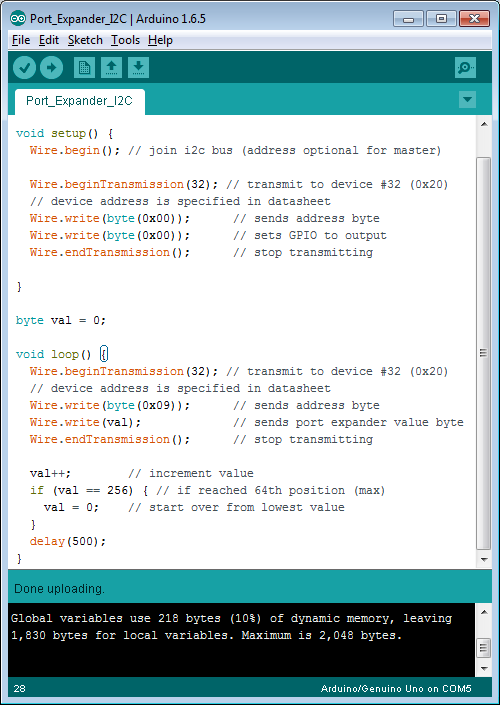 Port_Expander_I2C | Arduino 1.6.5
File Edit Sketch Tools Help
Port_Expander_I2C
void setup() {
  Wire.begin(); // join i2c bus (address optional for master)
  Wire.beginTransmission(32); // transmit to device #32 (0x20)
  // device address is specified in datasheet
  Wire.write(byte(0x00));      // sends address byte
  Wire.write(byte(0x00));      // sets GPIO to output
  Wire.endTransmission();      // stop transmitting
}
byte val = 0;
void loop() {
  Wire.beginTransmission(32); // transmit to device #32 (0x20)
  // device address is specified in datasheet
  Wire.write(byte(0x09));      // sends address byte
  Wire.write(val);             // sends port expander value byte
  Wire.endTransmission();      // stop transmitting
  val++;        // increment value
  if (val == 256) { // if reached 64th position (max)
    val = 0;    // start over from lowest value
  }
  delay(500);
}
Done uploading.
Global variables use 218 bytes (10%) of dynamic memory, leaving
1,830 bytes for local variables. Maximum is 2,048 bytes.
28 Arduino/Genuino Uno on COM5